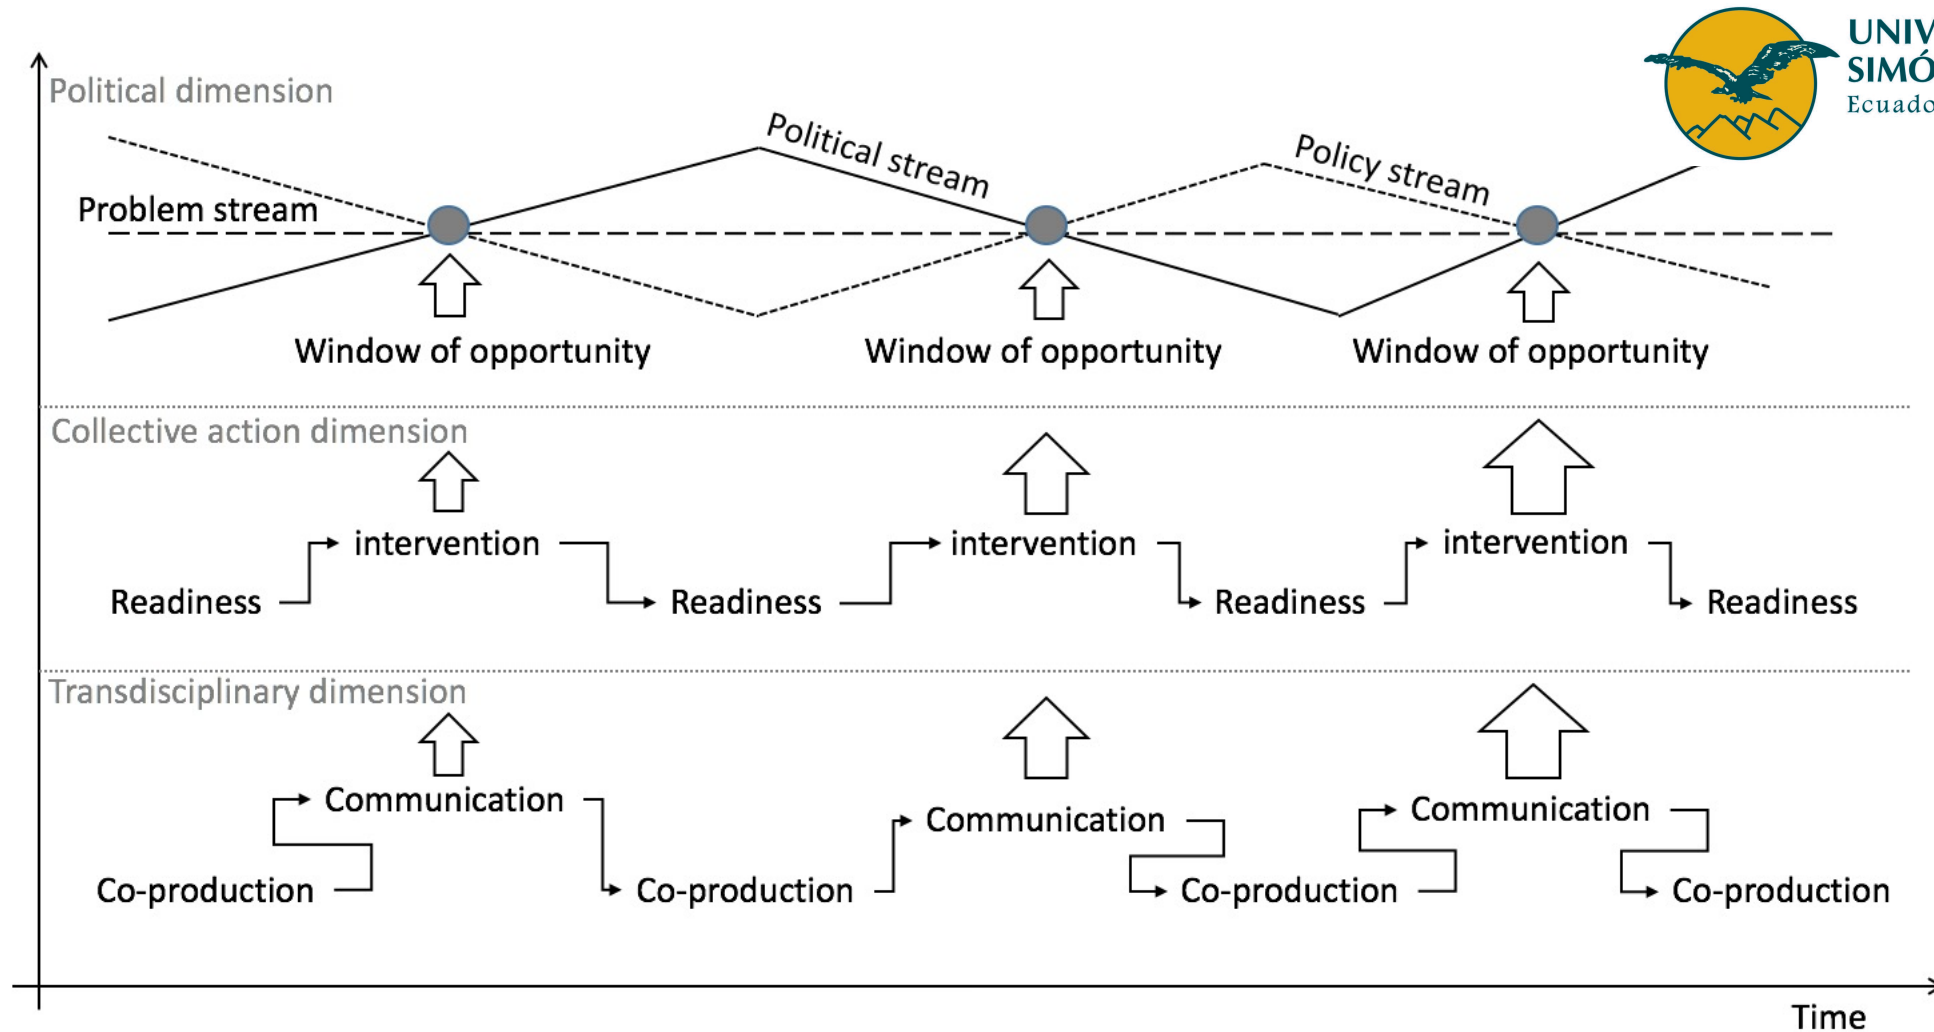 UNIV
SIMÓ
Ecuado
Political dimension
Political stream
Policy stream
Problem stream
Window of opportunity
Window of opportunity
Window of opportunity
Collective action dimension
intervention
intervention
intervention
Readiness
Readiness
Readiness
Readiness
Transdisciplinary dimension
Communication
Communication
Communication
Co-production
Co-production
Co-production
Co-production
Time